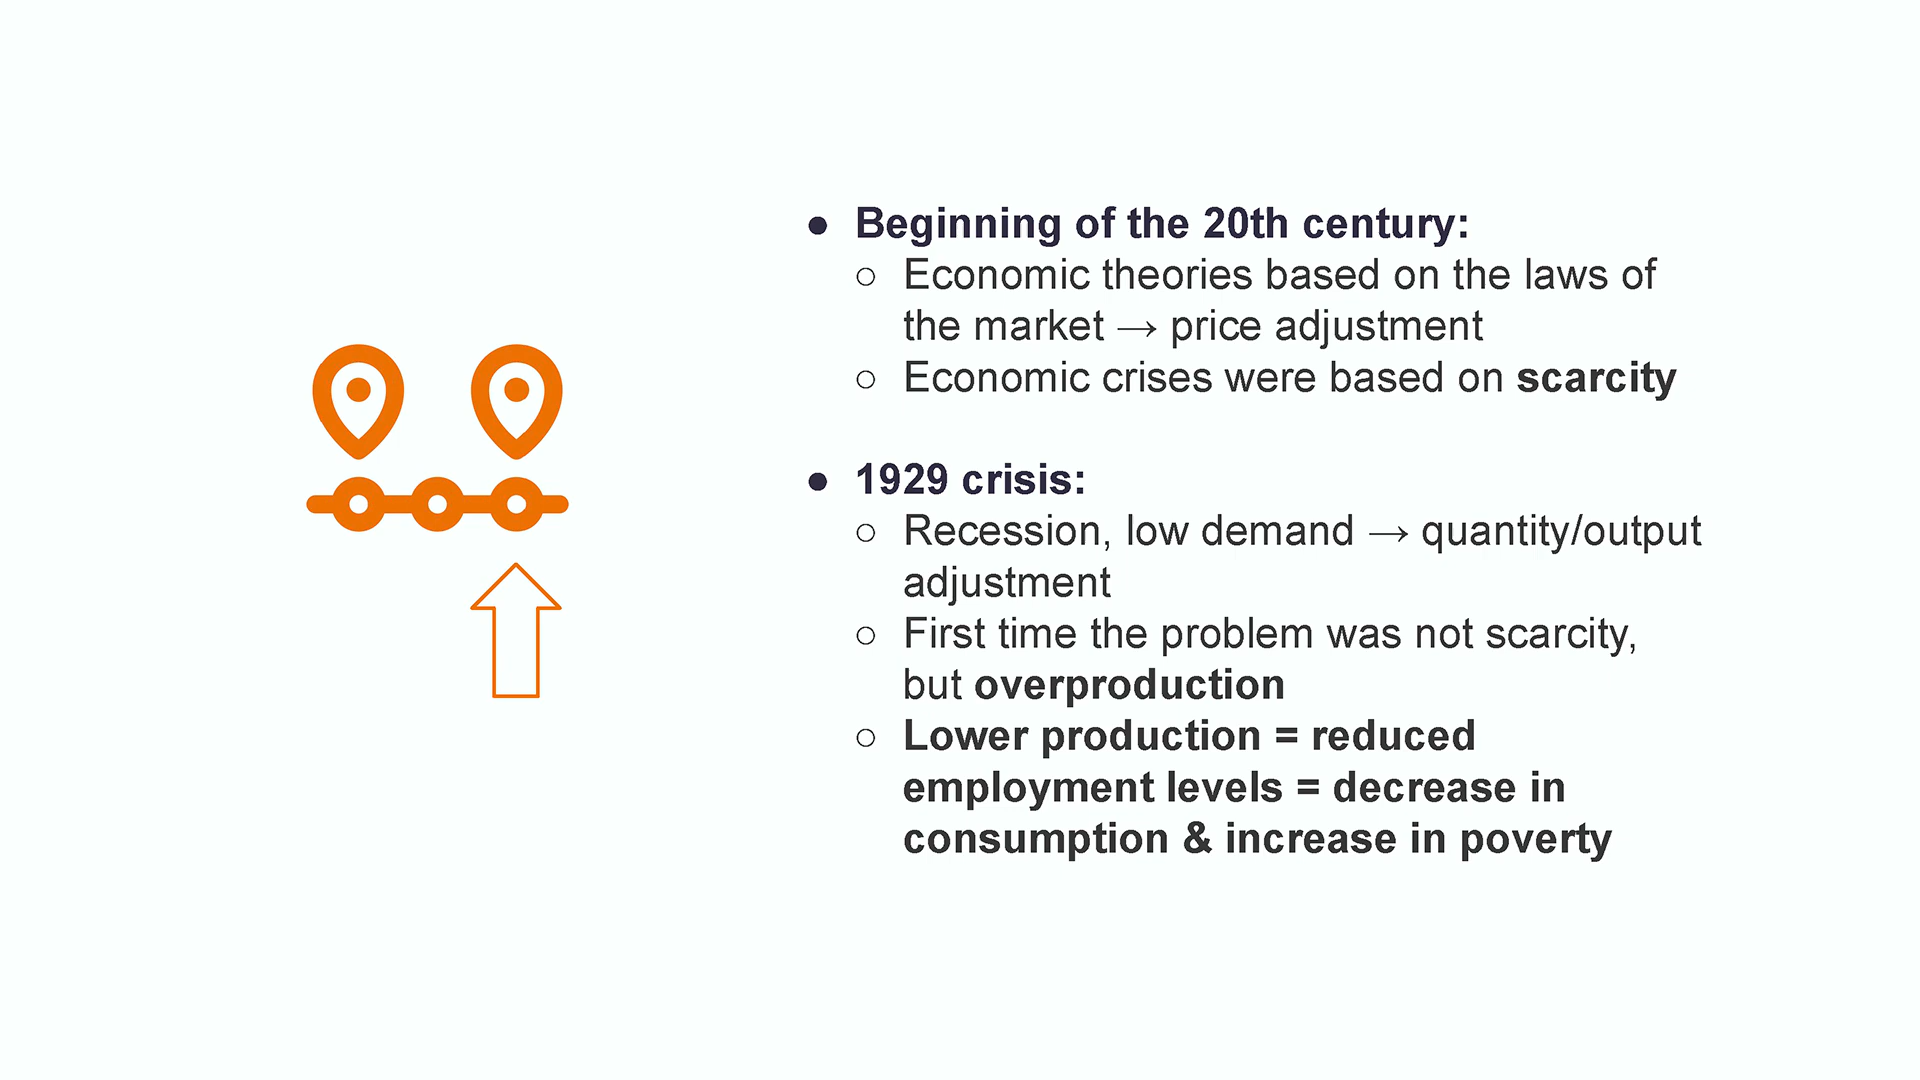 ● Beginning of the 20th century:
○ Economic theories based on the laws of
the market → price adjustment
○ Economic crises were based on scarcity
● 1929 crisis:
○ Recession, low demand → quantity/output
adjustment
○ First time the problem was not scarcity,
but overproduction
○ Lower production = reduced
employment levels = decrease in
consumption & increase in poverty